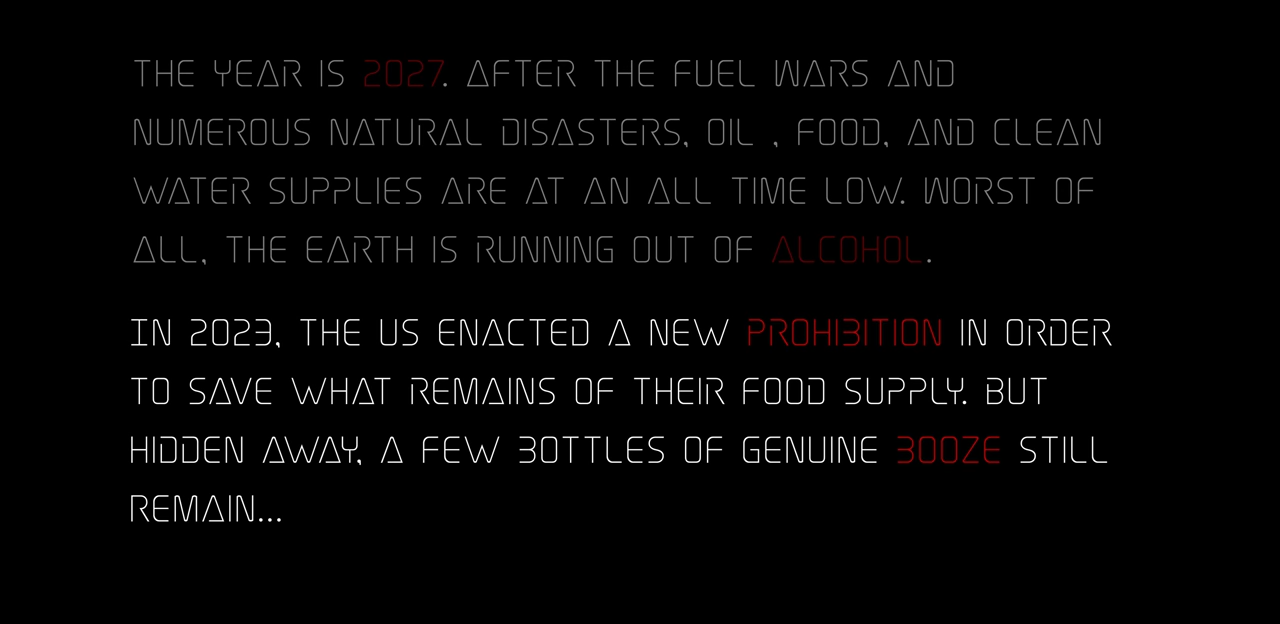 THE YEAR IS 2027. AFTER THE FUEL WARS AND
NUMEROUS NATURAL DISASTERS, OIL , FOOD, AND CLEAN
WATER SUPPLIES ARE AT AN ALL TIME LOW. WORST OF
ALL, THE EARTH IS RUNNING OUT OF ALCOHOL.
IN 2023, THE US ENACTED A NEW PROHIBITION IN ORDER
TO SAVE WHAT REMAINS OF THEIR FOOD SUPPLY. BUT
HIDDEN AWAY, A FEW BOTTLES OF GENUINE BOOZE STILL
REMAIN...